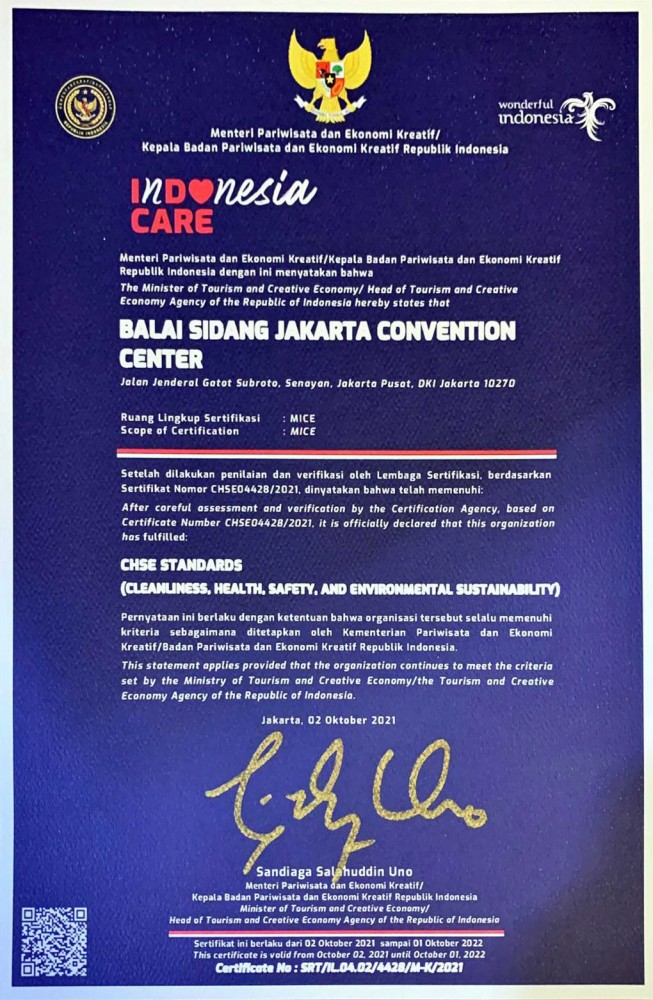 wonderful
indonesia
Menteri Pariwisata dan Ekonomi Kreatif/
Kepala Badan Pariwisata dan Ekonomi Kreatif Republik Indonesia
INDONesia
CARE
Menteri Pariwisata dan Ekonomi Kreatif/Kepala Badan Pariwisata dan Ekonomi Kreatif
Republik Indonesia dengan ini menyatakan bahwa
The Minister of Tourism and Creative Economy/ Head of Tourism and Creative
Economy Agency of the Republic of Indonesia hereby states that
BALAI SIDANG JAKARTA CONVENTION
CENTER
Jalan Jenderal Gatot Subroto, Senayan, Jakarta Pusat, DKI Jakarta 10270
Ruang Lingkup Sertifikasi : MICE
Scope of Certification : MICE
Setelah dilakukan penilaian dan verifikasi oleh Lembaga Sertifikasi, berdasarkan
Sertifikat Nomor CHSE04428/2021, dinyatakan bahwa telah memenuhi:
After careful assessment and verification by the Certification Agency, based on
Certificate Number CHSE04428/2021, it is officially declared that this organization
has fulfilled:
CHSE STANDARDS
(CLEANLINESS, HEALTH, SAFETY, AND ENVIRONMENTAL SUSTAINABILITY)
Pernyataan ini berlaku dengan ketentuan bahwa organisasi tersebut selalu memenuhi
kriteria sebagaimana ditetapkan oleh Kementerian Pariwisata dan Ekonomi
Kreatif/Badan Pariwisata dan Ekonomi Kreatif Republik Indonesia.
This statement applies provided that the organization continues to meet the criteria
set by the Ministry of Tourism and Creative Economy/the Tourism and Creative
Economy Agency of the Republic of Indonesia.
Jakarta, 02 Oktober 2021
Sandiaga Salahuddin Uno
Menteri Pariwisata dan Ekonomi Kreatif/
Kepala Badan Pariwisata dan Ekonomi Kreatif Republik Indonesia
Minister of Tourism and Creative Economy/
Head of Tourism and Creative Economy Agency of the Republic of Indonesia
Sertifikat ini berlaku dari 02 Oktober 2021 sampai 01 Oktober 2022
This certificate is valid from October 02, 2021 until October 01, 2022
Certificate No : SRT/IL.04.02/4428/M-K/2021